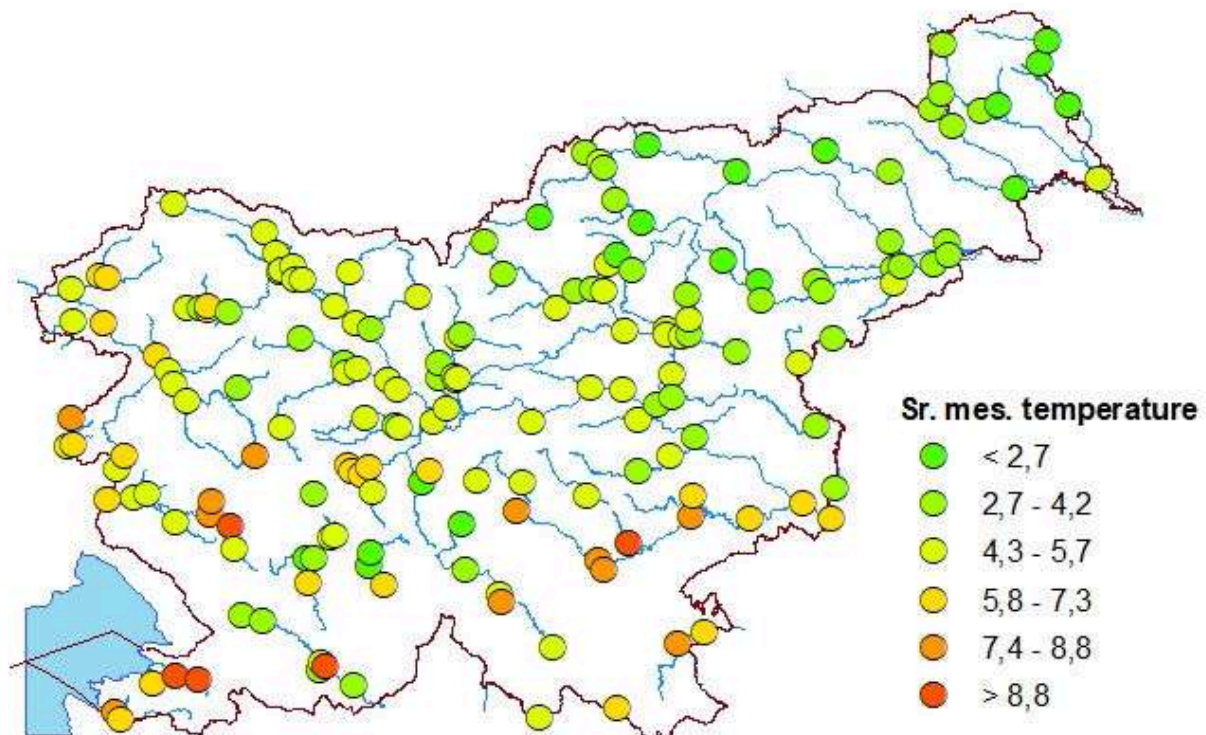 Sr. mes. temperature
< 2,7
2,7 - 4,2
4,3 - 5,7
5,8 - 7,3
7,4 - 8,8
> 8,8